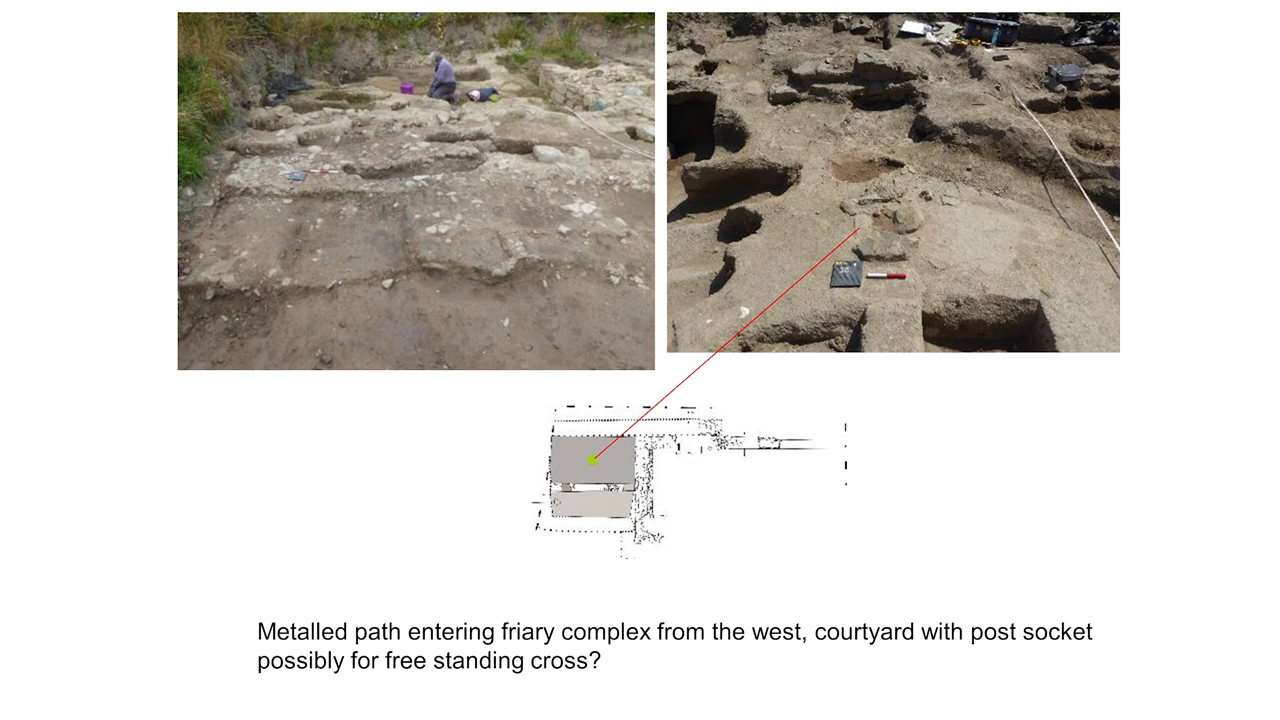 Metalled path entering friary complex from the west, courtyard with post socket
possibly for free standing cross?